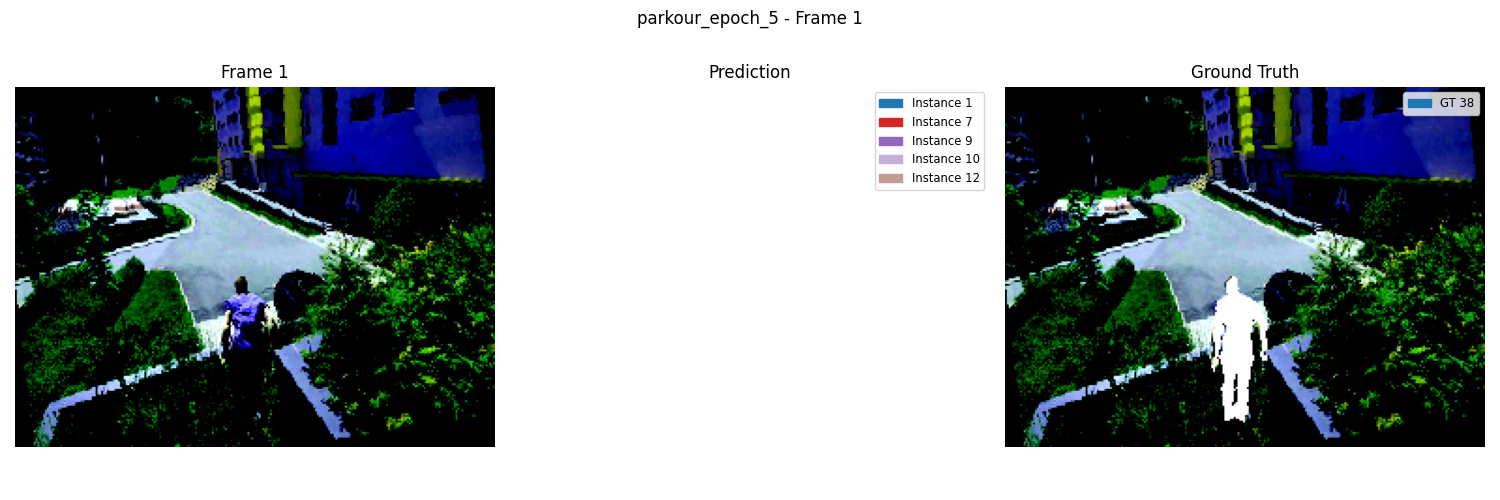 parkour_epoch_5 - Frame 1
Frame 1
Prediction
Ground Truth
Instance 1
Instance 7
Instance 9
Instance 10
Instance 12
GT 38